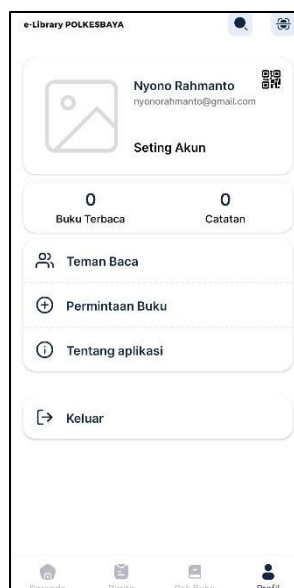 e-Library POLKESBAYA
Nyono Rahmanto
nyonorahmanto@gmail.com
Seting Akun
0 0
Buku Terbaca Catatan
Teman Baca
Permintaan Buku
Tentang aplikasi
Keluar
Profil